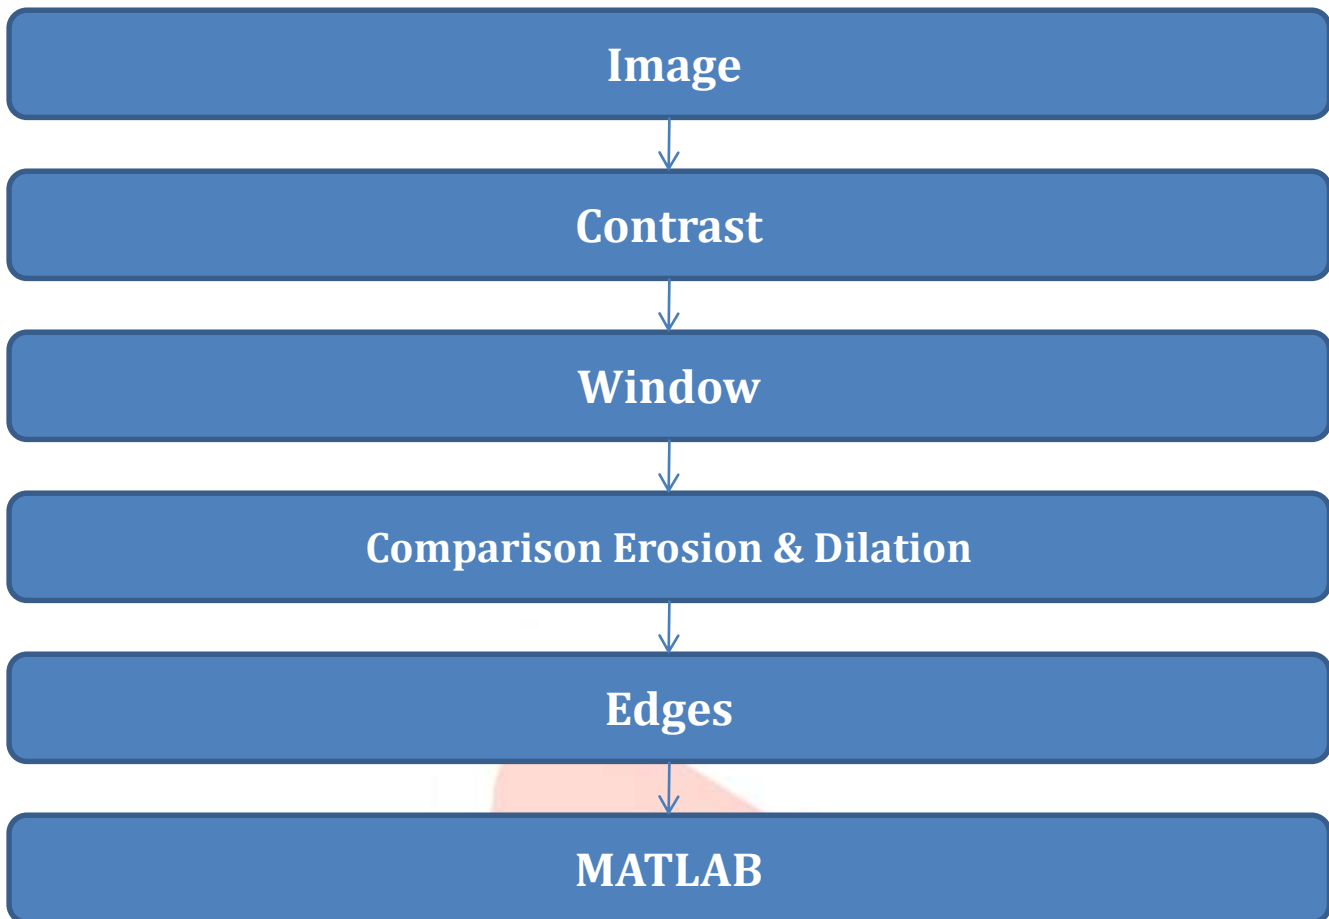 Image
Contrast
Window
Comparison Erosion & Dilation
Edges
MATLAB